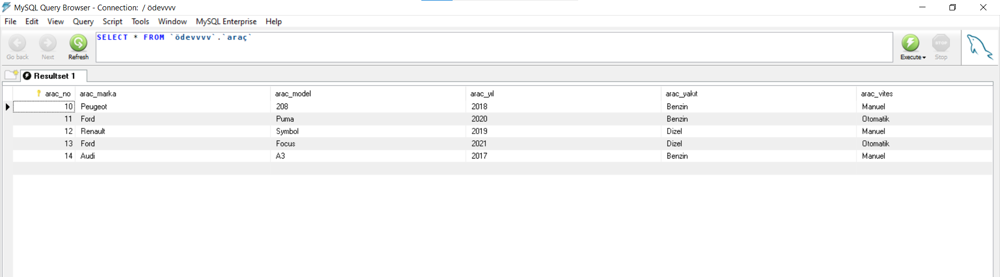 MySQL Query Browser - Connection:  / ödevvvv
File Edit View Query Script Tools Window MySQL Enterprise Help
SELECT * FROM `ödevvvv`.`araç`
Go back Next Refresh Execute STOP Stop
Resultset 1
arac_no arac_marka arac_model arac_yıl arac_yakıt arac_vites
10 Peugeot 208 2018 Benzin Manuel
11 Ford Puma 2020 Benzin Otomatik
12 Renault Symbol 2019 Dizel Manuel
13 Ford Focus 2021 Dizel Otomatik
14 Audi A3 2017 Benzin Manuel